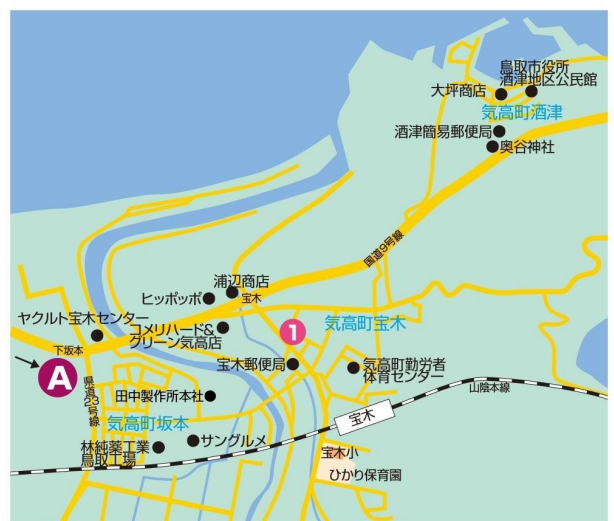 鳥取市役所
酒津地区公民館
大坪商店
気高町酒津
酒津簡易郵便局
奥谷神社
国道9号線
浦辺商店
ヒッポッポ
宝木
ヤクルト宝木センター
コメリハード&
グリーン気高店
1
気高町宝木
下坂本
A
宝木郵便局
気高町勤労者
体育センター
県道23号線
田中製作所本社
山陰本線
気高町坂本
宝木
サングルメ
林純薬工業
鳥取工場
宝木小
ひかり保育園